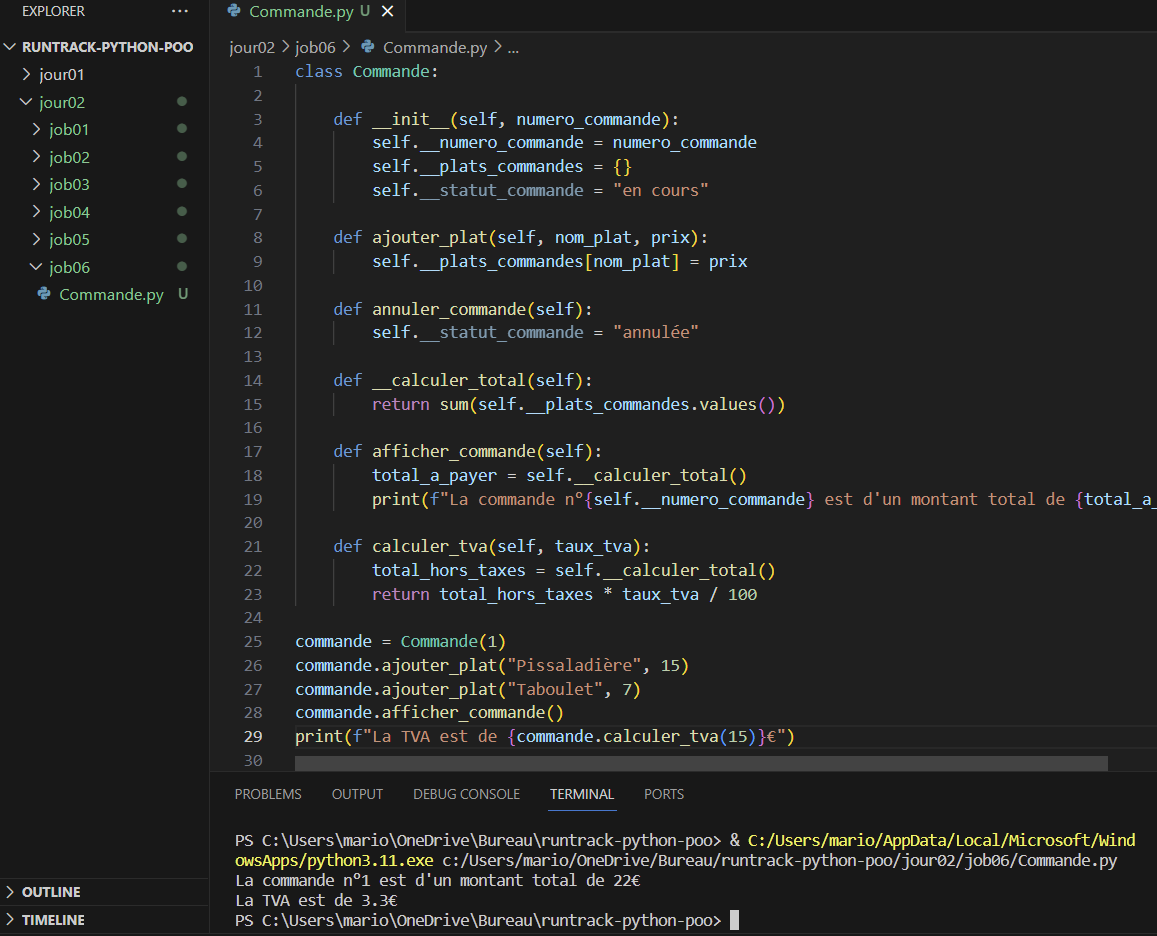 EXPLORER
RUNTRACK-PYTHON-POO
jour01
jour02
job01
job02
job03
job04
job05
job06
Commande.py U
OUTLINE
TIMELINE
Commande.py U
jour02 > job06 > Commande.py > ...
1 class Commande:
2
3 def __init__(self, numero_commande):
4 self.__numero_commande = numero_commande
5 self.__plats_commandes = {}
6 self.__statut_commande = "en cours"
7
8 def ajouter_plat(self, nom_plat, prix):
9 self.__plats_commandes[nom_plat] = prix
10
11 def annuler_commande(self):
12 self.__statut_commande = "annulée"
13
14 def __calculer_total(self):
15 return sum(self.__plats_commandes.values())
16
17 def afficher_commande(self):
18 total_a_payer = self.__calculer_total()
19 print(f"La commande n°{self.__numero_commande} est d'un montant total de {total_a_
20
21 def calculer_tva(self, taux_tva):
22 total_hors_taxes = self.__calculer_total()
23 return total_hors_taxes * taux_tva / 100
24
25 commande = Commande(1)
26 commande.ajouter_plat("Pissaladière", 15)
27 commande.ajouter_plat("Taboulet", 7)
28 commande.afficher_commande()
29 print(f"La TVA est de {commande.calculer_tva(15)}€")
30
PROBLEMS OUTPUT DEBUG CONSOLE TERMINAL PORTS
PS C:\Users\mario\OneDrive\Bureau\runtrack-python-poo> & C:/Users/mario/AppData/Local/Microsoft/Wind
owsApps/python3.11.exe c:/Users/mario/OneDrive/Bureau/runtrack-python-poo/jour02/job06/Commande.py
La commande n°1 est d'un montant total de 22€
La TVA est de 3.3€
PS C:\Users\mario\OneDrive\Bureau\runtrack-python-poo>